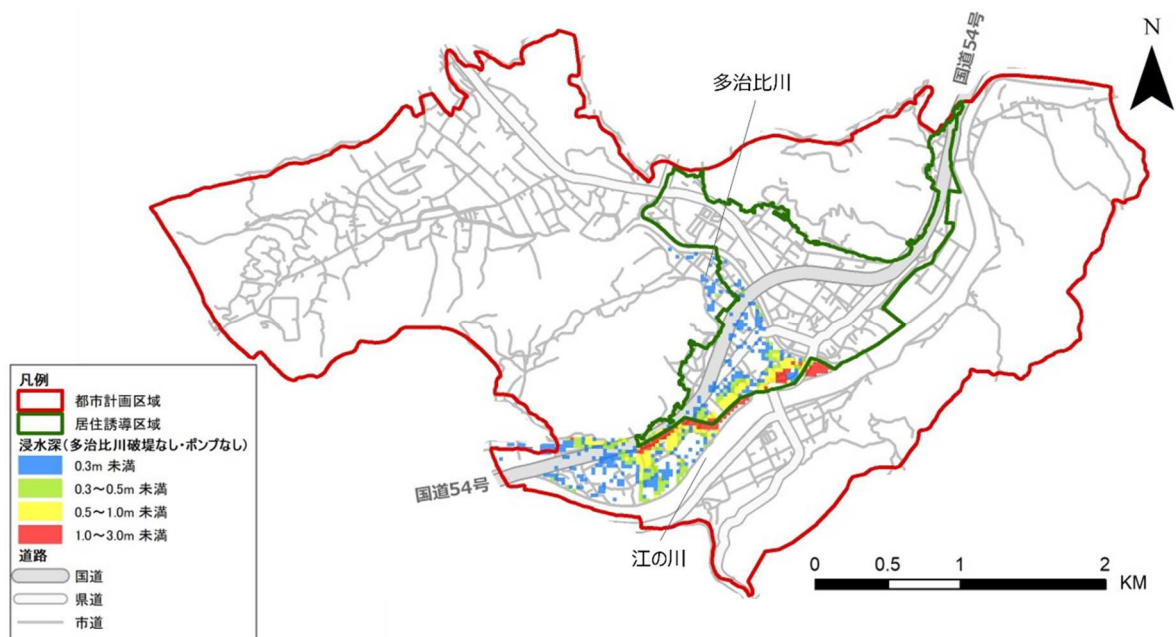 N
国道54号
多治比川
凡例
都市計画区域
居住誘導区域
浸水深(多治比川破堤なし・ポンプなし)
0.3m 未満
0.3～0.5m 未満
0.5～1.0m 未満
1.0～3.0m 未満
道路
国道
県道
市道
国道54号
江の川
0 0.5 1 2
KM